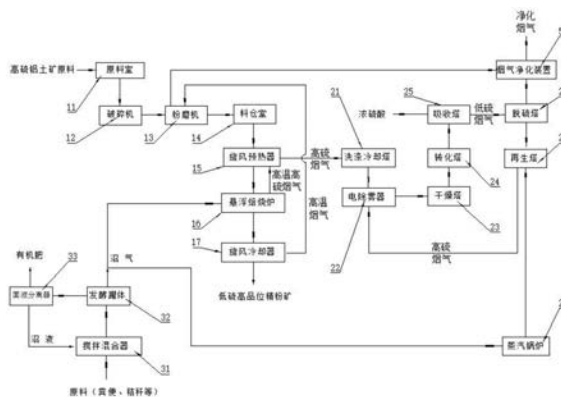 净化
烟气
烟气净化装置
高硫铝土矿原料
原料室
11
破碎机
12
粉磨机
13
料仓室
14
旋风预热器
15
高硫
烟气
高温高
硫烟气
悬浮焙烧炉
16
高温
烟气
旋风冷却器
17
低硫高品位精粉矿
21
洗涤冷却塔
电除雾器
22
浓硫酸
25
吸收塔
低硫
烟气
脱硫塔
转化塔
24
再生塔
干燥塔
23
高硫
烟气
蒸汽锅炉
有机肥
33
沼气
发酵罐体
32
沼液
搅拌混合器
31
原料（粪便、秸秆等）